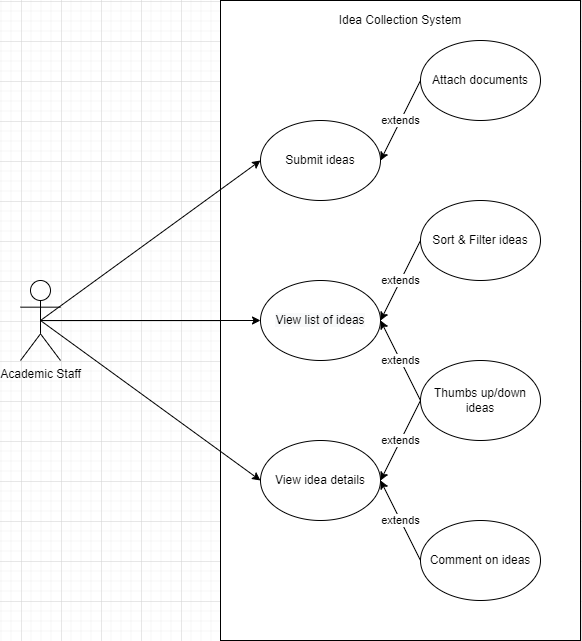 Idea Collection System
Attach documents
extends
Submit ideas
Sort & Filter ideas
extends
View list of ideas
Academic Staff
extends
Thumbs up/down
ideas
extends
View idea details
extends
Comment on ideas